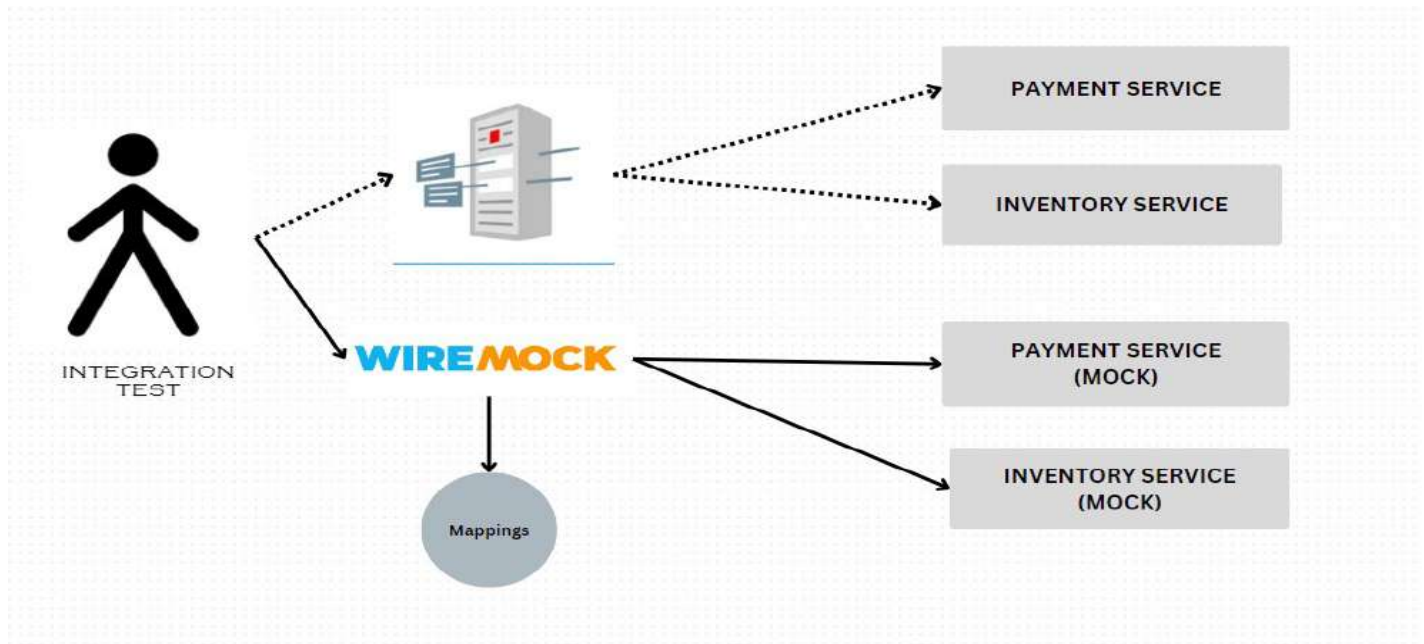 PAYMENT SERVICE
INVENTORY SERVICE
INTEGRATION
TEST
WIREMOCK
PAYMENT SERVICE
(MOCK)
INVENTORY SERVICE
(MOCK)
Mappings